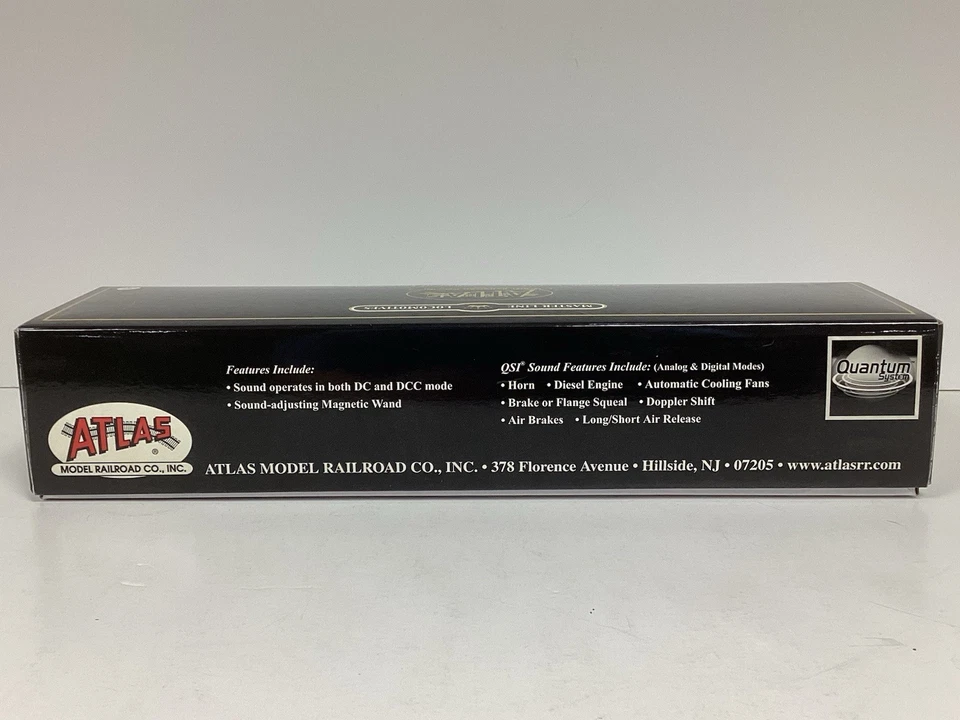 MASTER LINE LOCOMOTIVES
Features Include:
• Sound operates in both DC and DCC mode
• Sound-adjusting Magnetic Wand
QSI® Sound Features Include: (Analog & Digital Modes)
• Horn • Diesel Engine • Automatic Cooling Fans
• Brake or Flange Squeal • Doppler Shift
• Air Brakes • Long/Short Air Release
Quantum
System
ATLAS®
MODEL RAILROAD CO., INC.
ATLAS MODEL RAILROAD CO., INC. • 378 Florence Avenue • Hillside, NJ • 07205 • www.atlasrr.com